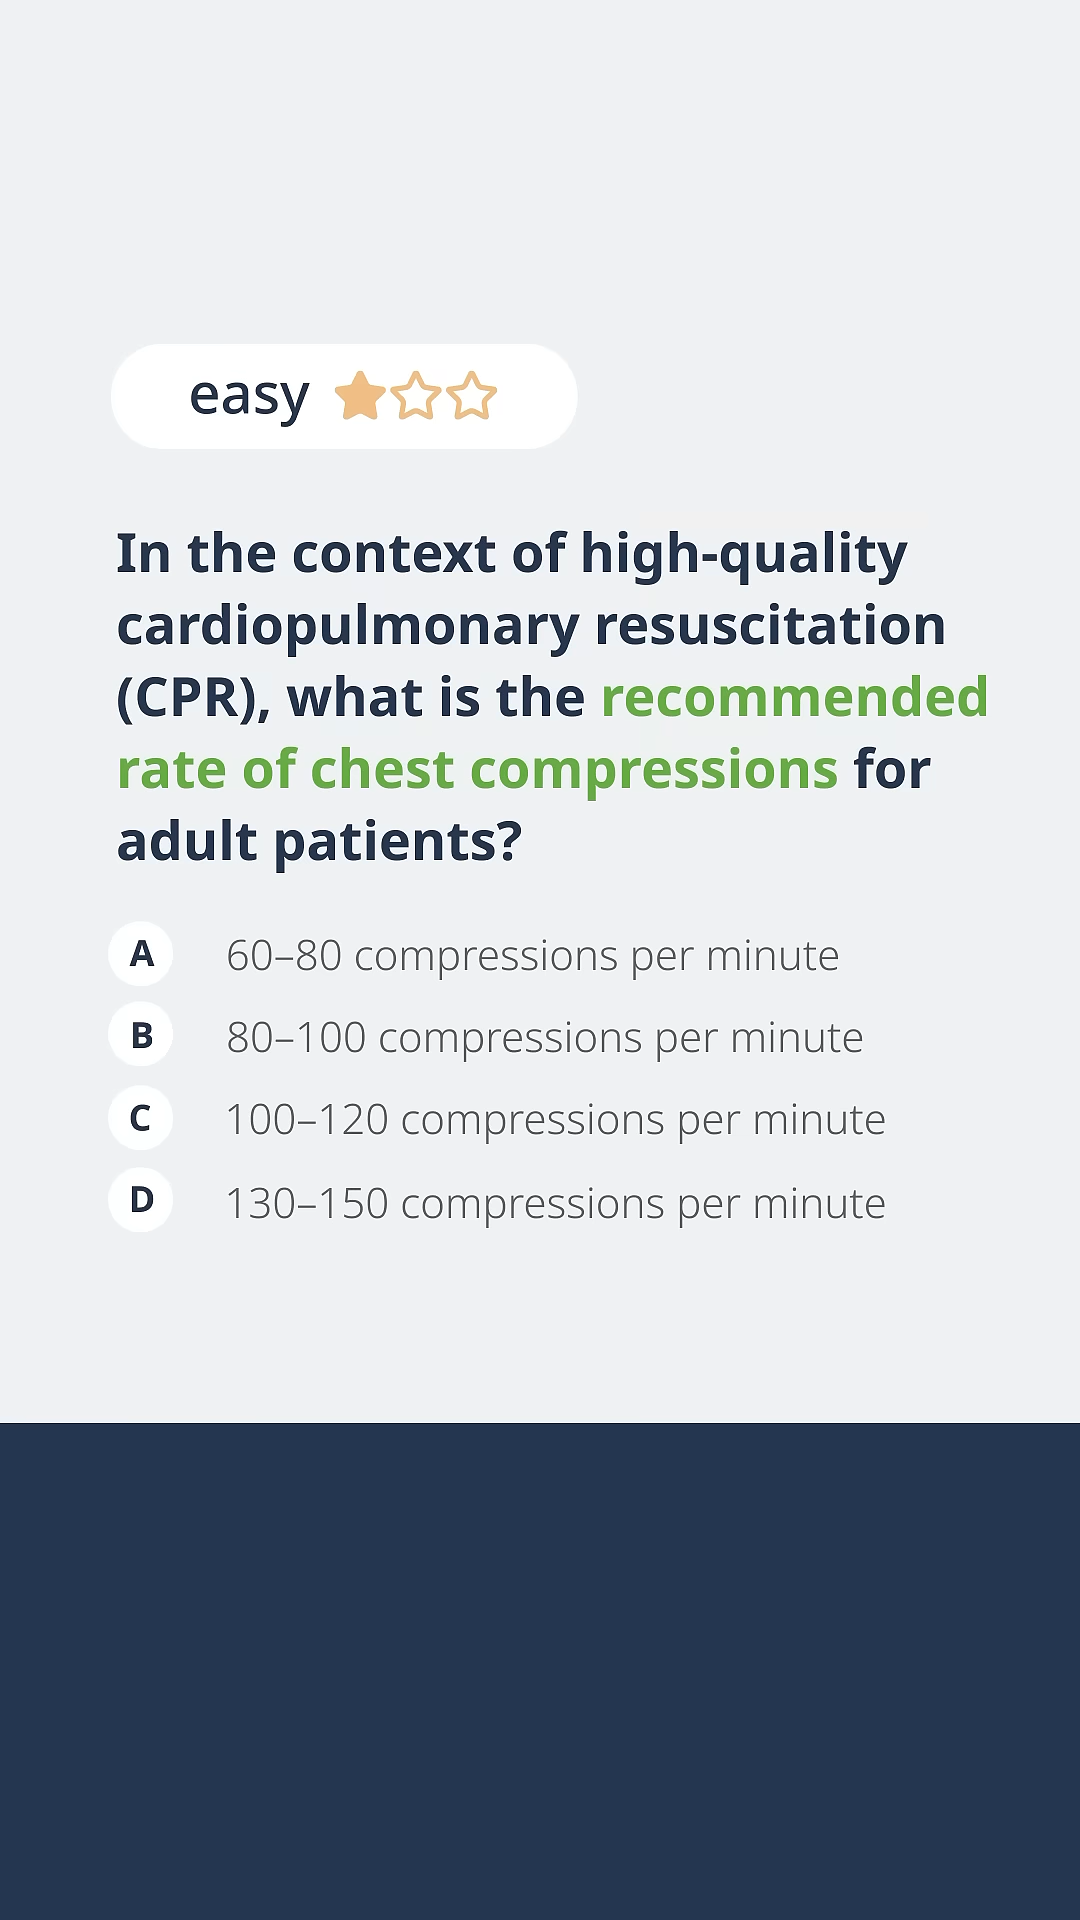 easy
In the context of high-quality
cardiopulmonary resuscitation
(CPR), what is the recommended
rate of chest compressions for
adult patients?
A 60–80 compressions per minute
B 80–100 compressions per minute
C 100–120 compressions per minute
D 130–150 compressions per minute